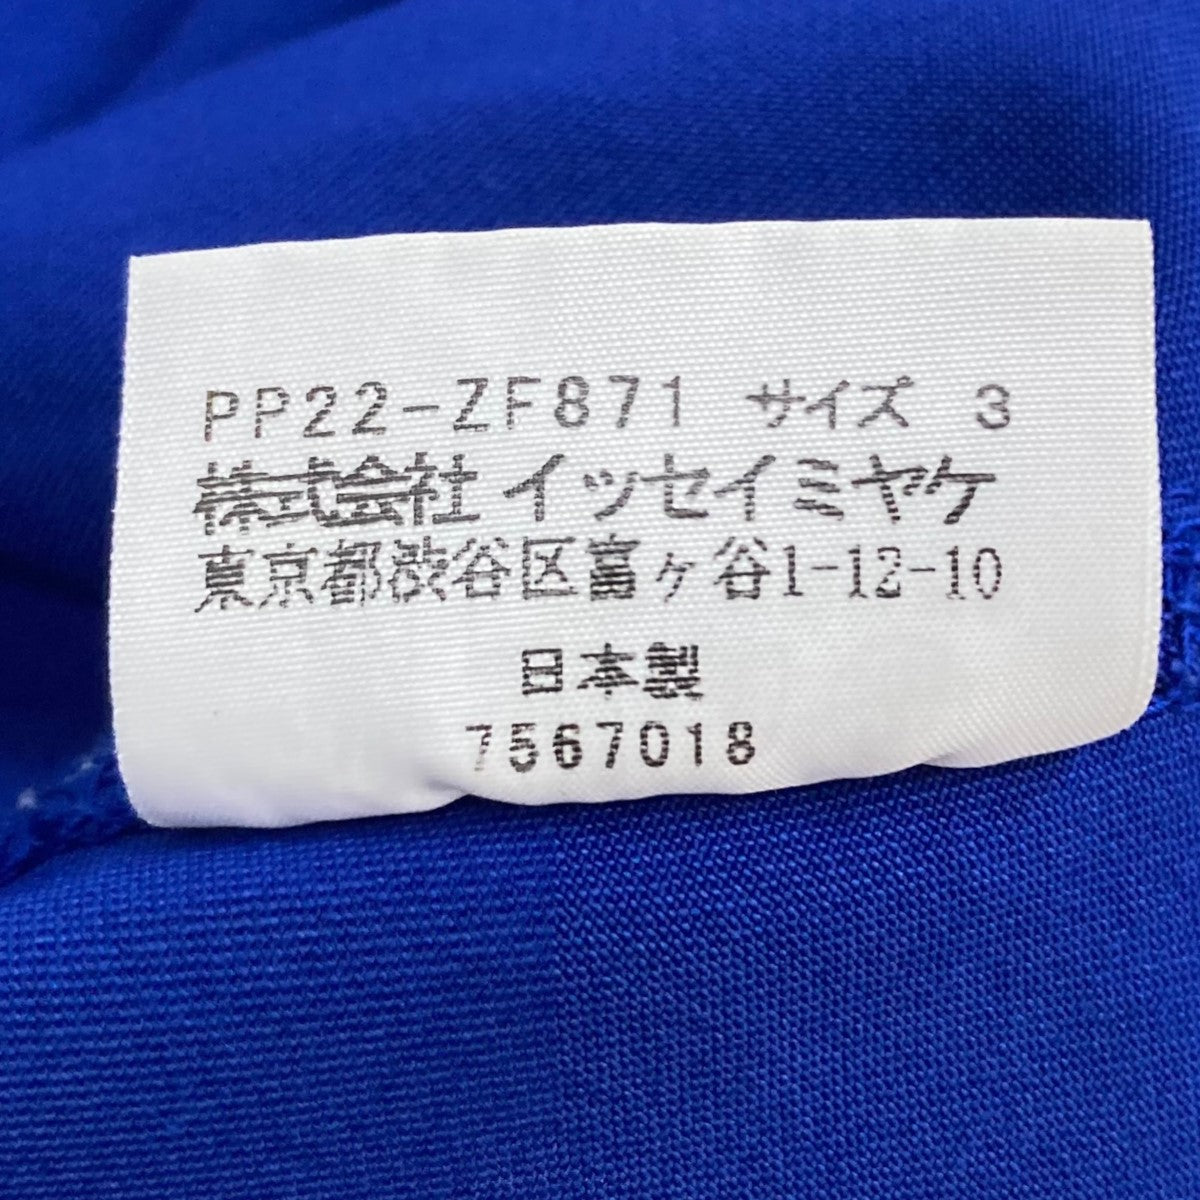 PP22-ZF871 サイズ 3
株式会社 イッセイミヤケ
東京都渋谷区富ヶ谷1-12-10
日本製
7567018